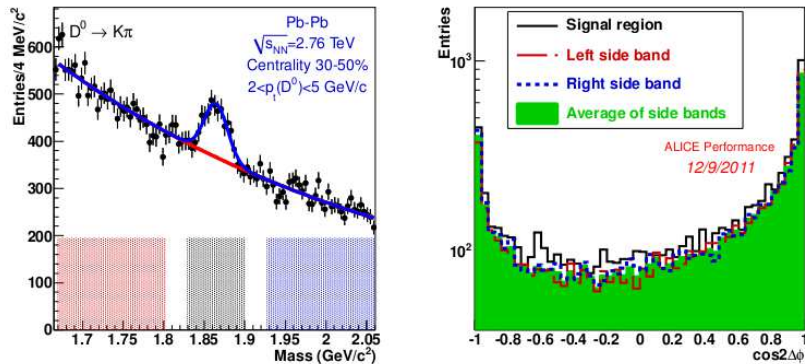 D⁰ → Kπ
Pb-Pb
√sNN=2.76 TeV
Centrality 30-50%
2<pt(D⁰)<5 GeV/c
Entries/4 MeV/c²
600
500
400
300
200
100
0
1.7
1.75
1.8
1.85
1.9
1.95
2
2.05
Mass (GeV/c²)
Signal region
Left side band
Right side band
Average of side bands
ALICE Performance
12/9/2011
Entries
10³
10²
-1
-0.8
-0.6
-0.4
-0.2
0
0.2
0.4
0.6
0.8
1
cos2Δϕ